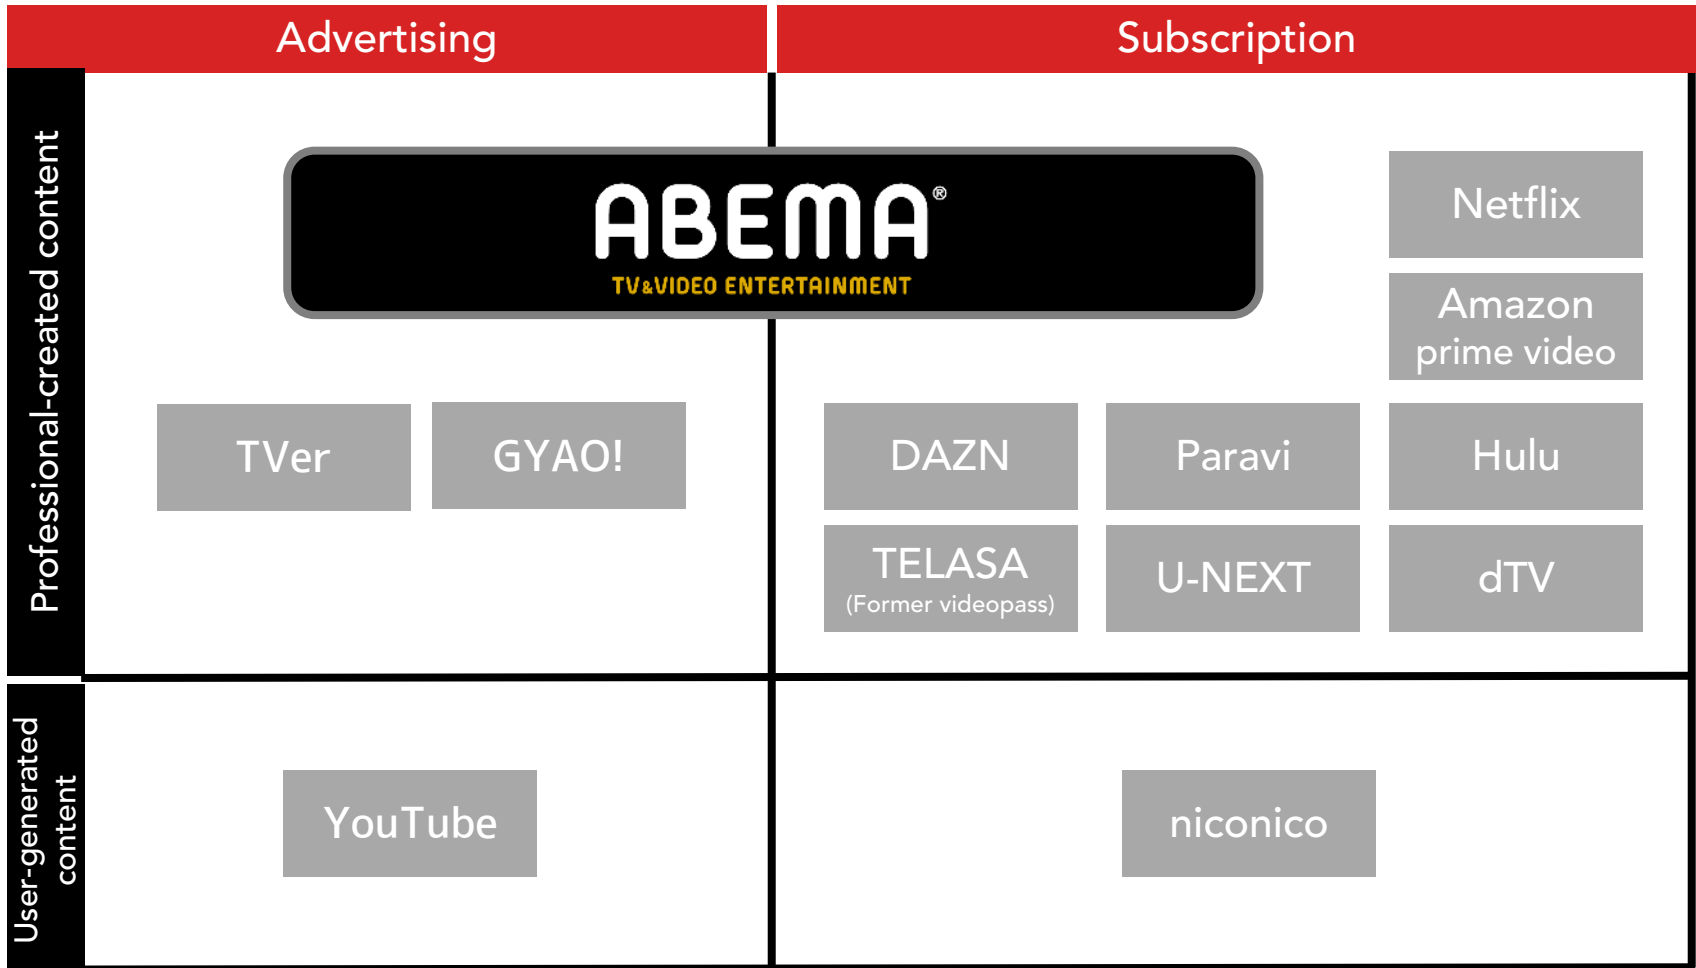 Advertising
Subscription
Professional-created content
ABEMA®
TV&VIDEO ENTERTAINMENT
Netflix
Amazon
prime video
TVer
GYAO!
DAZN
Paravi
Hulu
TELASA
(Former videopass)
U-NEXT
dTV
User-generated
content
YouTube
niconico